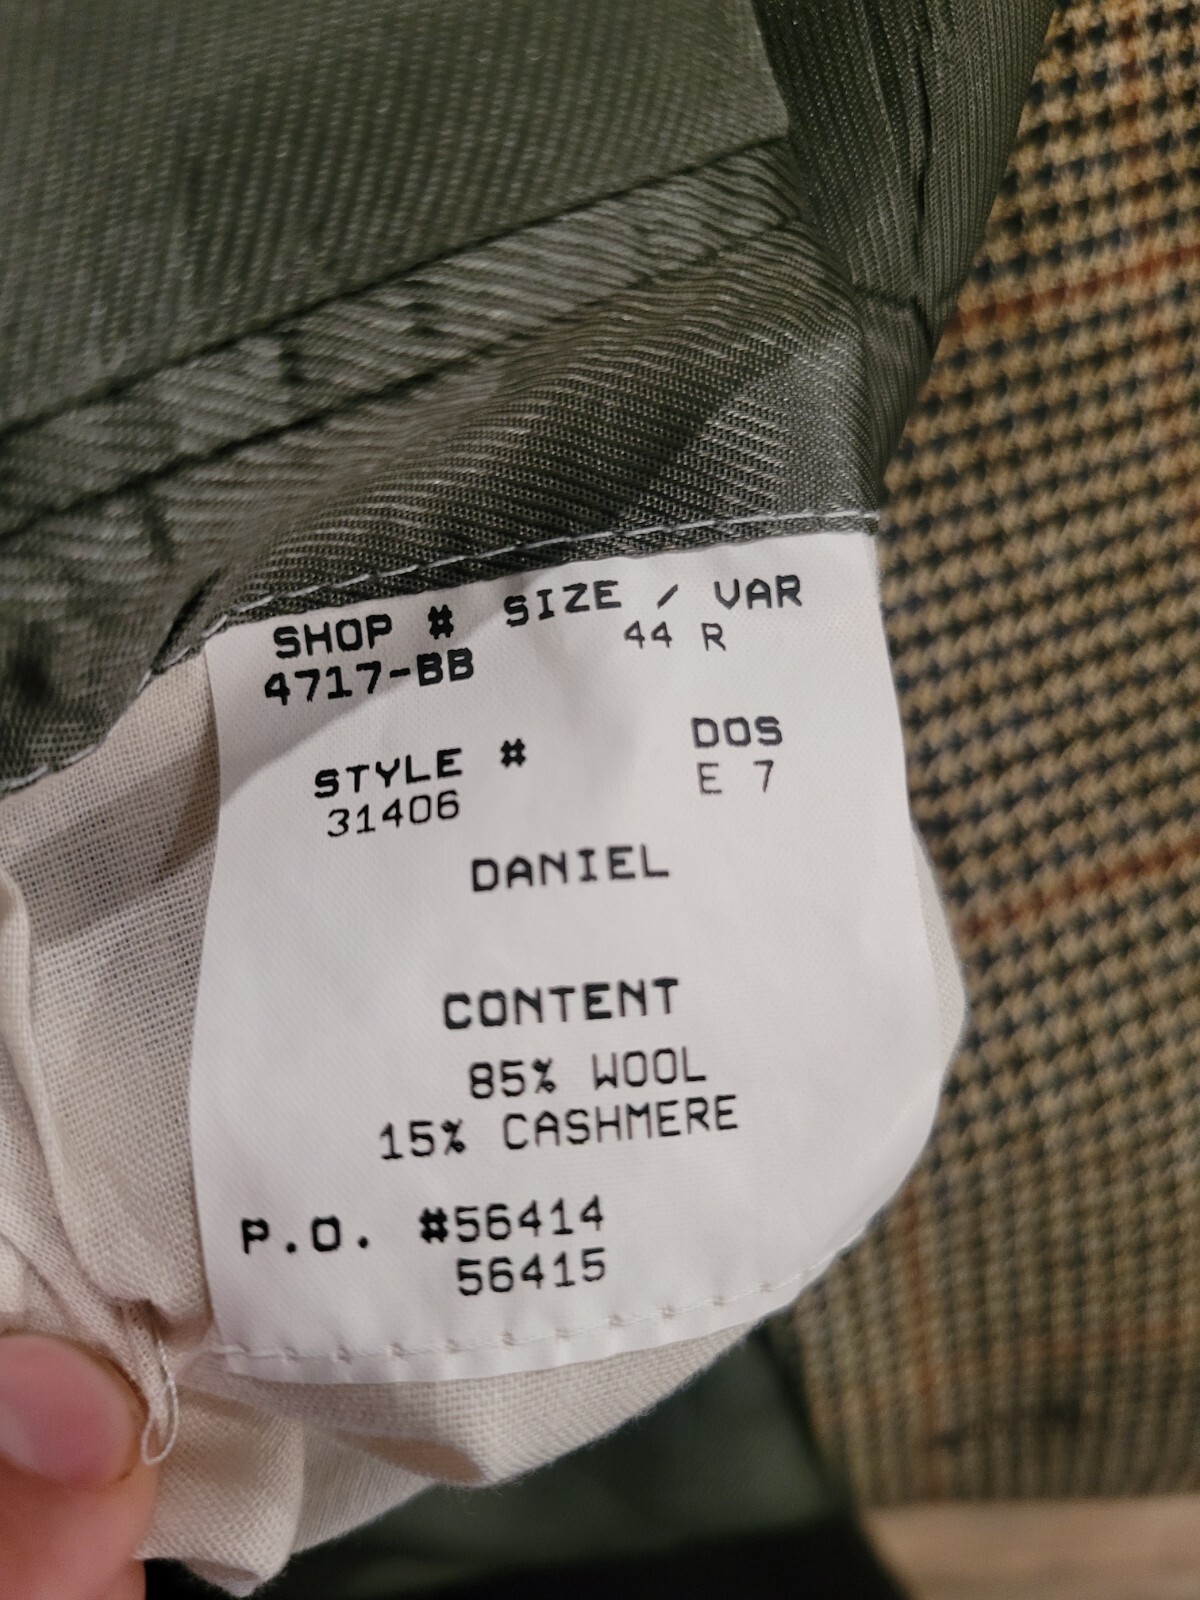 SHOP # SIZE / VAR
4717-BB 44 R
STYLE # DOS
31406 E 7
DANIEL
CONTENT
85% WOOL
15% CASHMERE
P.O. #56414
56415